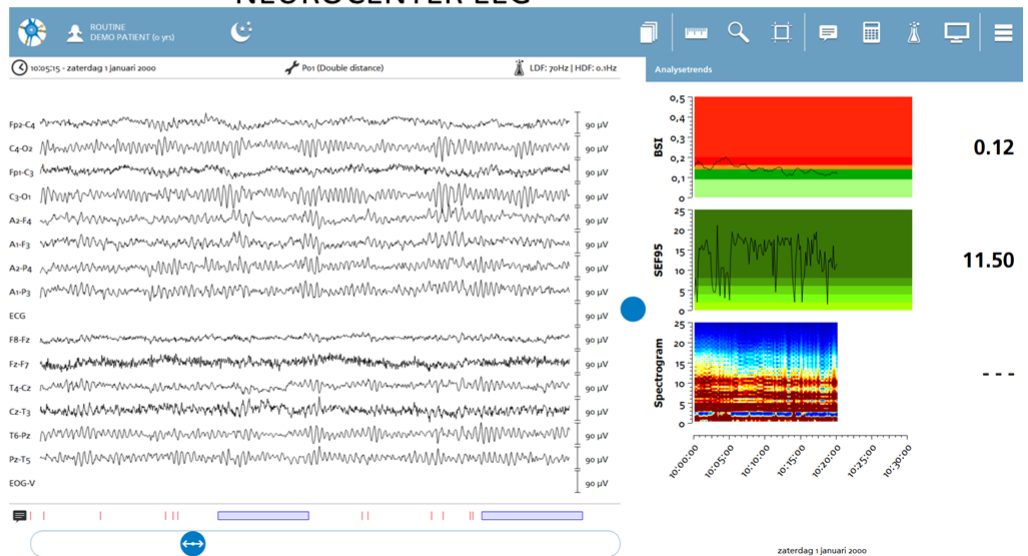 NEUROCENTER EEG
ROUTINE
DEMO PATIENT (0 yrs)
10:05:15 - zaterdag 1 januari 2000
P01 (Double distance)
LDF: 70Hz | HDF: 0.1Hz
Analysetrends
Fp2-C4
90 µV
C4-O2
90 µV
Fp1-C3
90 µV
C3-O1
90 µV
A2-F4
90 µV
A1-F3
90 µV
A2-P4
90 µV
A1-P3
90 µV
ECG
90 µV
F8-Fz
90 µV
Fz-F7
90 µV
T4-Cz
90 µV
Cz-T3
90 µV
T6-Pz
90 µV
Pz-T5
90 µV
EOG-V
90 µV
BSI
0,5
0,4
0,3
0,2
0,1
0
0.12
SEF95
25
20
15
10
5
0
11.50
Spectrogram
25
20
15
10
5
0
- - -
10:00:00
10:05:00
10:10:00
10:15:00
10:20:00
10:25:00
10:30:00
zaterdag 1 januari 2000